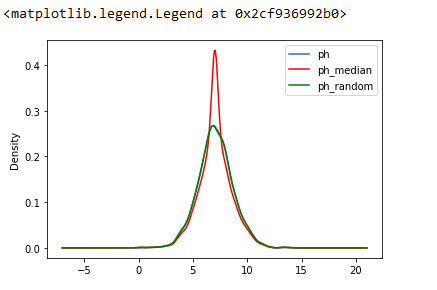 <matplotlib.legend.Legend at 0x2cf936992b0>
ph
ph_median
ph_random
Density
0.4
0.3
0.2
0.1
0.0
−5 0 5 10 15 20